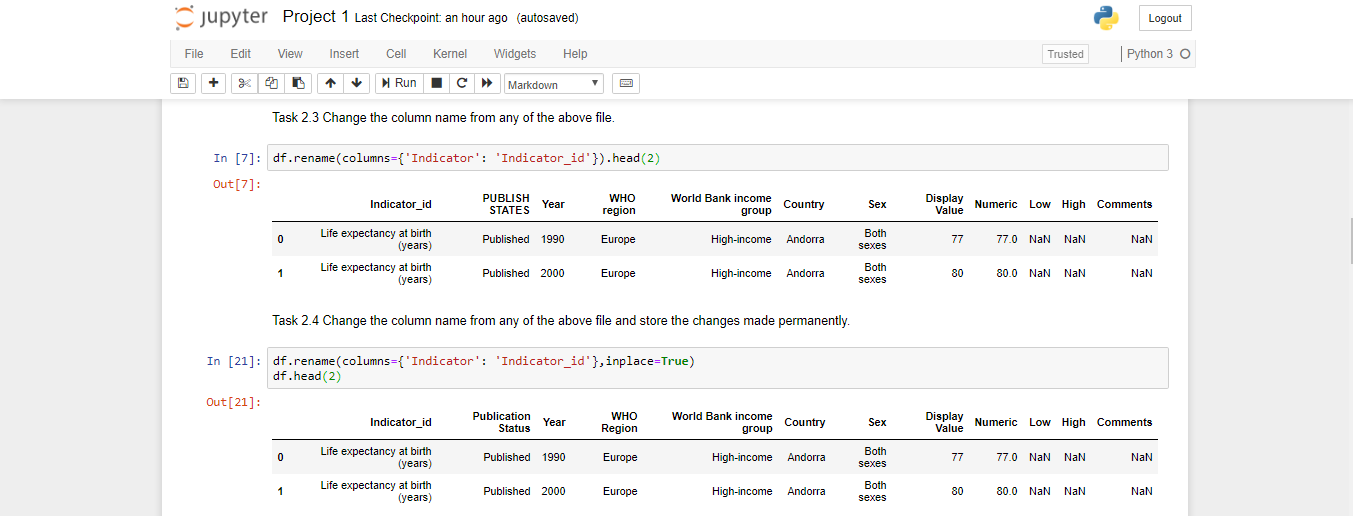 jupyter Project 1 Last Checkpoint: an hour ago (autosaved) Logout
File Edit View Insert Cell Kernel Widgets Help Trusted Python 3
Run Markdown
Task 2.3 Change the column name from any of the above file.
In [7]: df.rename(columns={'Indicator': 'Indicator_id'}).head(2)
Out[7]:
Indicator_id PUBLISH STATES Year WHO region World Bank income group Country Sex Display Value Numeric Low High Comments
0 Life expectancy at birth (years) Published 1990 Europe High-income Andorra Both sexes 77 77.0 NaN NaN NaN
1 Life expectancy at birth (years) Published 2000 Europe High-income Andorra Both sexes 80 80.0 NaN NaN NaN
Task 2.4 Change the column name from any of the above file and store the changes made permanently.
In [21]: df.rename(columns={'Indicator': 'Indicator_id'},inplace=True)
df.head(2)
Out[21]:
Indicator_id Publication Status Year WHO Region World Bank income group Country Sex Display Value Numeric Low High Comments
0 Life expectancy at birth (years) Published 1990 Europe High-income Andorra Both sexes 77 77.0 NaN NaN NaN
1 Life expectancy at birth (years) Published 2000 Europe High-income Andorra Both sexes 80 80.0 NaN NaN NaN